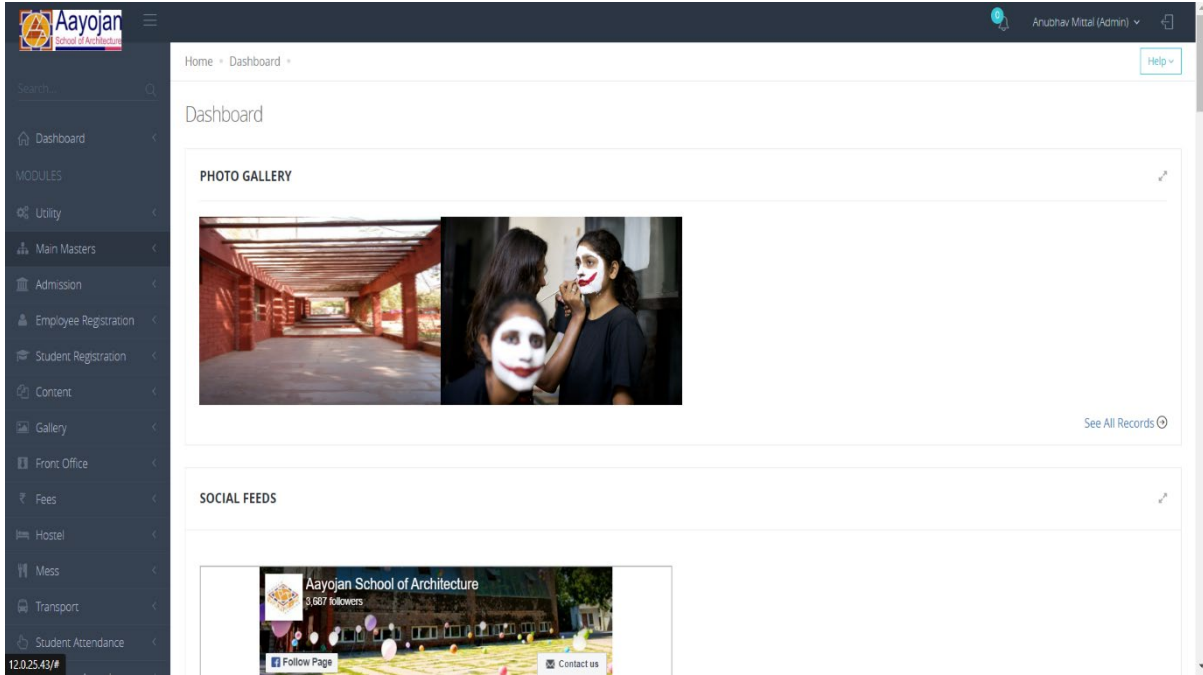 Aayojan
School of Architecture
0
Anubhav Mittal (Admin)
Home
Dashboard
Help
Search...
Dashboard
Dashboard
MODULES
Utility
Main Masters
Admission
Employee Registration
Student Registration
Content
Gallery
Front Office
Fees
Hostel
Mess
Transport
Student Attendance
12.0.25.43/#
PHOTO GALLERY
See All Records
SOCIAL FEEDS
Aayojan School of Architecture
3,687 followers
Follow Page
Contact us